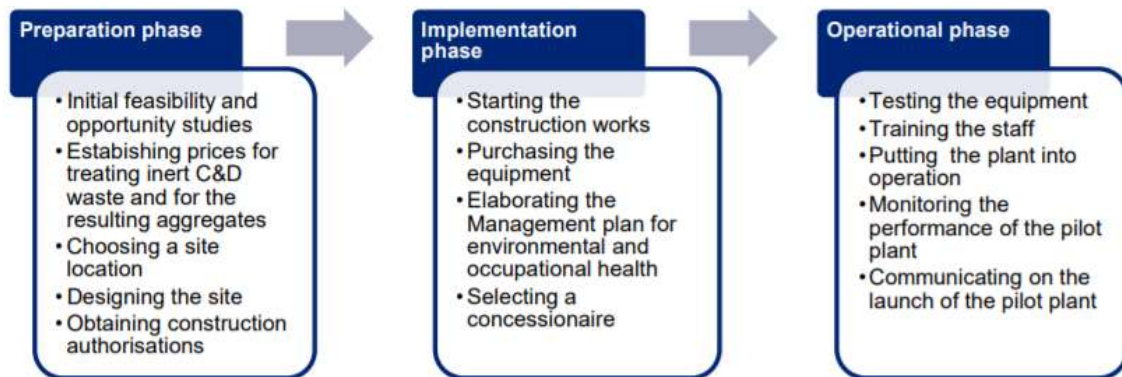 Preparation phase
• Initial feasibility and
opportunity studies
• Estabishing prices for
treating inert C&D
waste and for the
resulting aggregates
• Choosing a site
location
• Designing the site
• Obtaining construction
authorisations
Implementation
phase
• Starting the
construction works
• Purchasing the
equipment
• Elaborating the
Management plan for
environmental and
occupational health
• Selecting a
concessionaire
Operational phase
• Testing the equipment
• Training the staff
• Putting the plant into
operation
• Monitoring the
performance of the pilot
plant
• Communicating on the
launch of the pilot plant